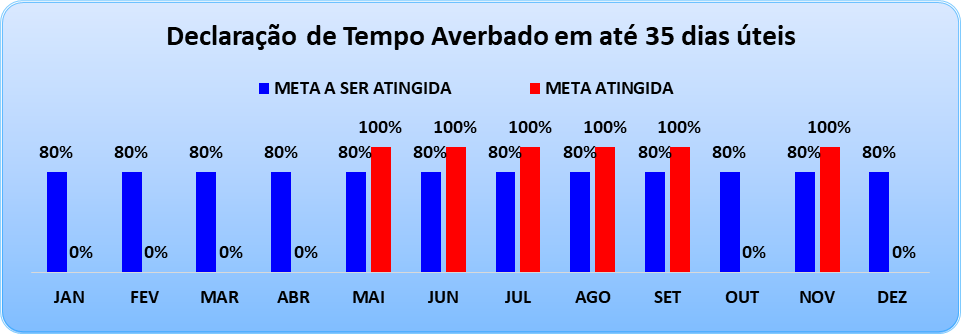 Declaração de Tempo Averbado em até 35 dias úteis
META A SER ATINGIDA META ATINGIDA
100% 100% 100% 100% 100% 100%
80% 80% 80% 80% 80% 80% 80% 80% 80% 80% 80% 80%
0% 0% 0% 0% 0% 0%
JAN FEV MAR ABR MAI JUN JUL AGO SET OUT NOV DEZ